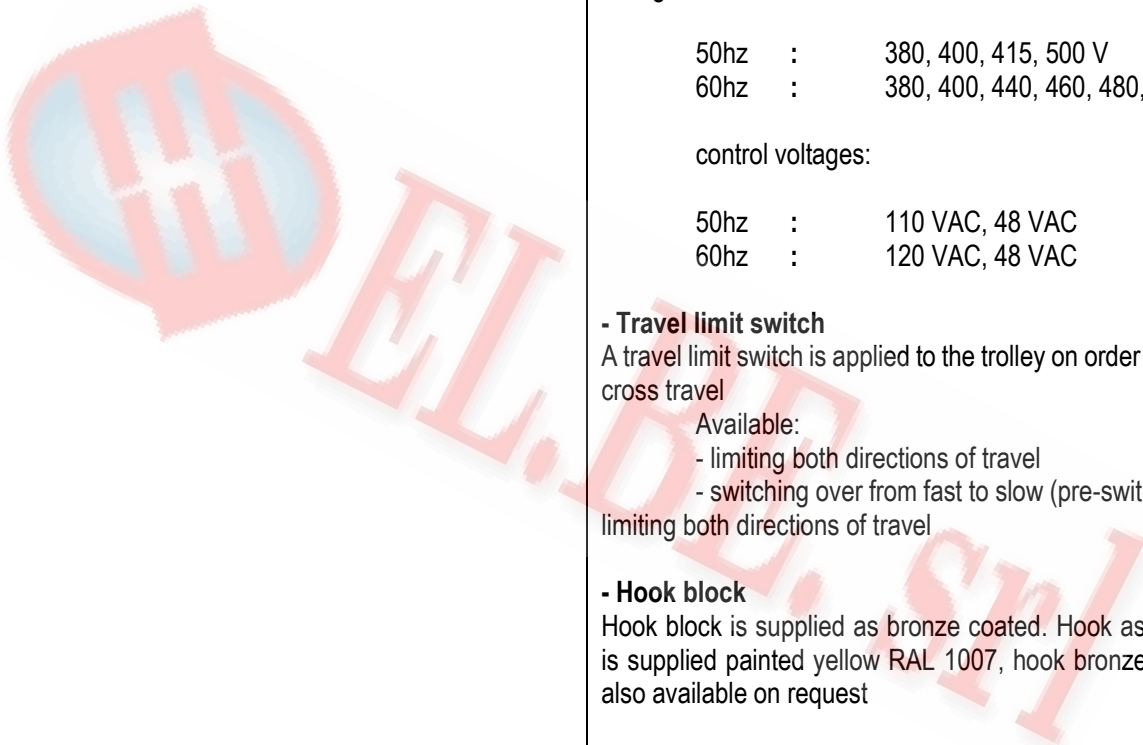 50hz : 380, 400, 415, 500 V
60hz : 380, 400, 440, 460, 480,
control voltages:
50hz : 110 VAC, 48 VAC
60hz : 120 VAC, 48 VAC
- Travel limit switch
A travel limit switch is applied to the trolley on order
cross travel
Available:
- limiting both directions of travel
- switching over from fast to slow (pre-swit
limiting both directions of travel
- Hook block
Hook block is supplied as bronze coated. Hook as
is supplied painted yellow RAL 1007, hook bronze
also available on request
EL.BE. srl